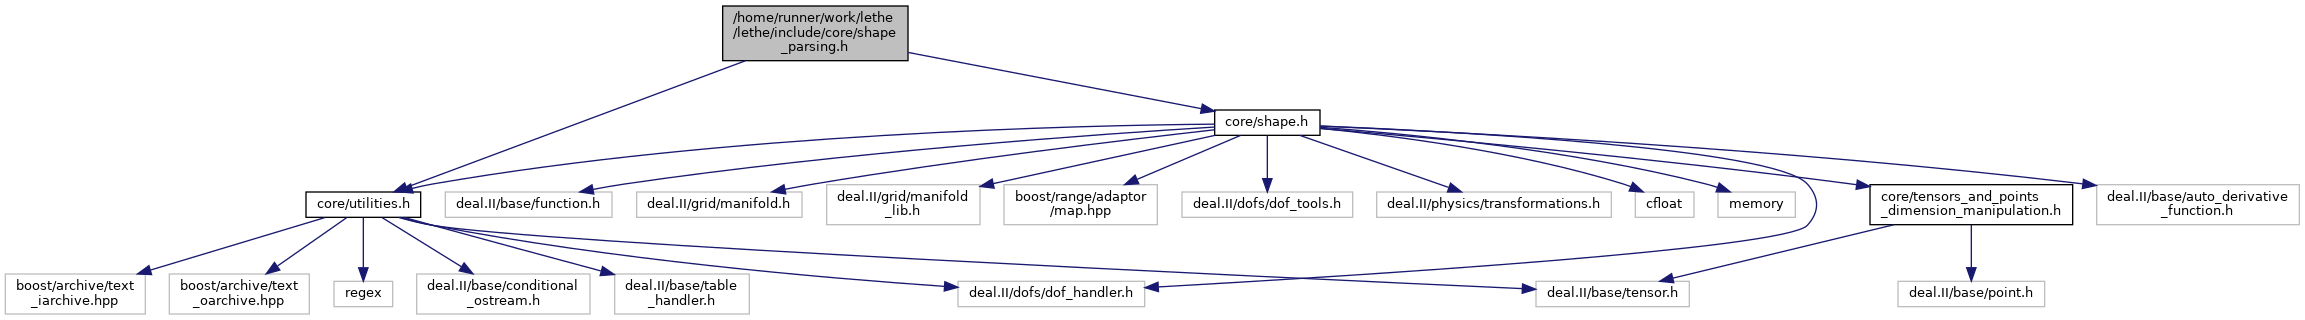 /home/runner/work/lethe
/lethe/include/core/shape
_parsing.h
core/shape.h
core/utilities.h
deal.II/base/function.h
deal.II/grid/manifold.h
deal.II/grid/manifold
_lib.h
boost/range/adaptor
/map.hpp
deal.II/dofs/dof_tools.h
deal.II/physics/transformations.h
cfloat
memory
core/tensors_and_points
_dimension_manipulation.h
deal.II/base/auto_derivative
_function.h
boost/archive/text
_iarchive.hpp
boost/archive/text
_oarchive.hpp
regex
deal.II/base/conditional
_ostream.h
deal.II/base/table
_handler.h
deal.II/dofs/dof_handler.h
deal.II/base/tensor.h
deal.II/base/point.h